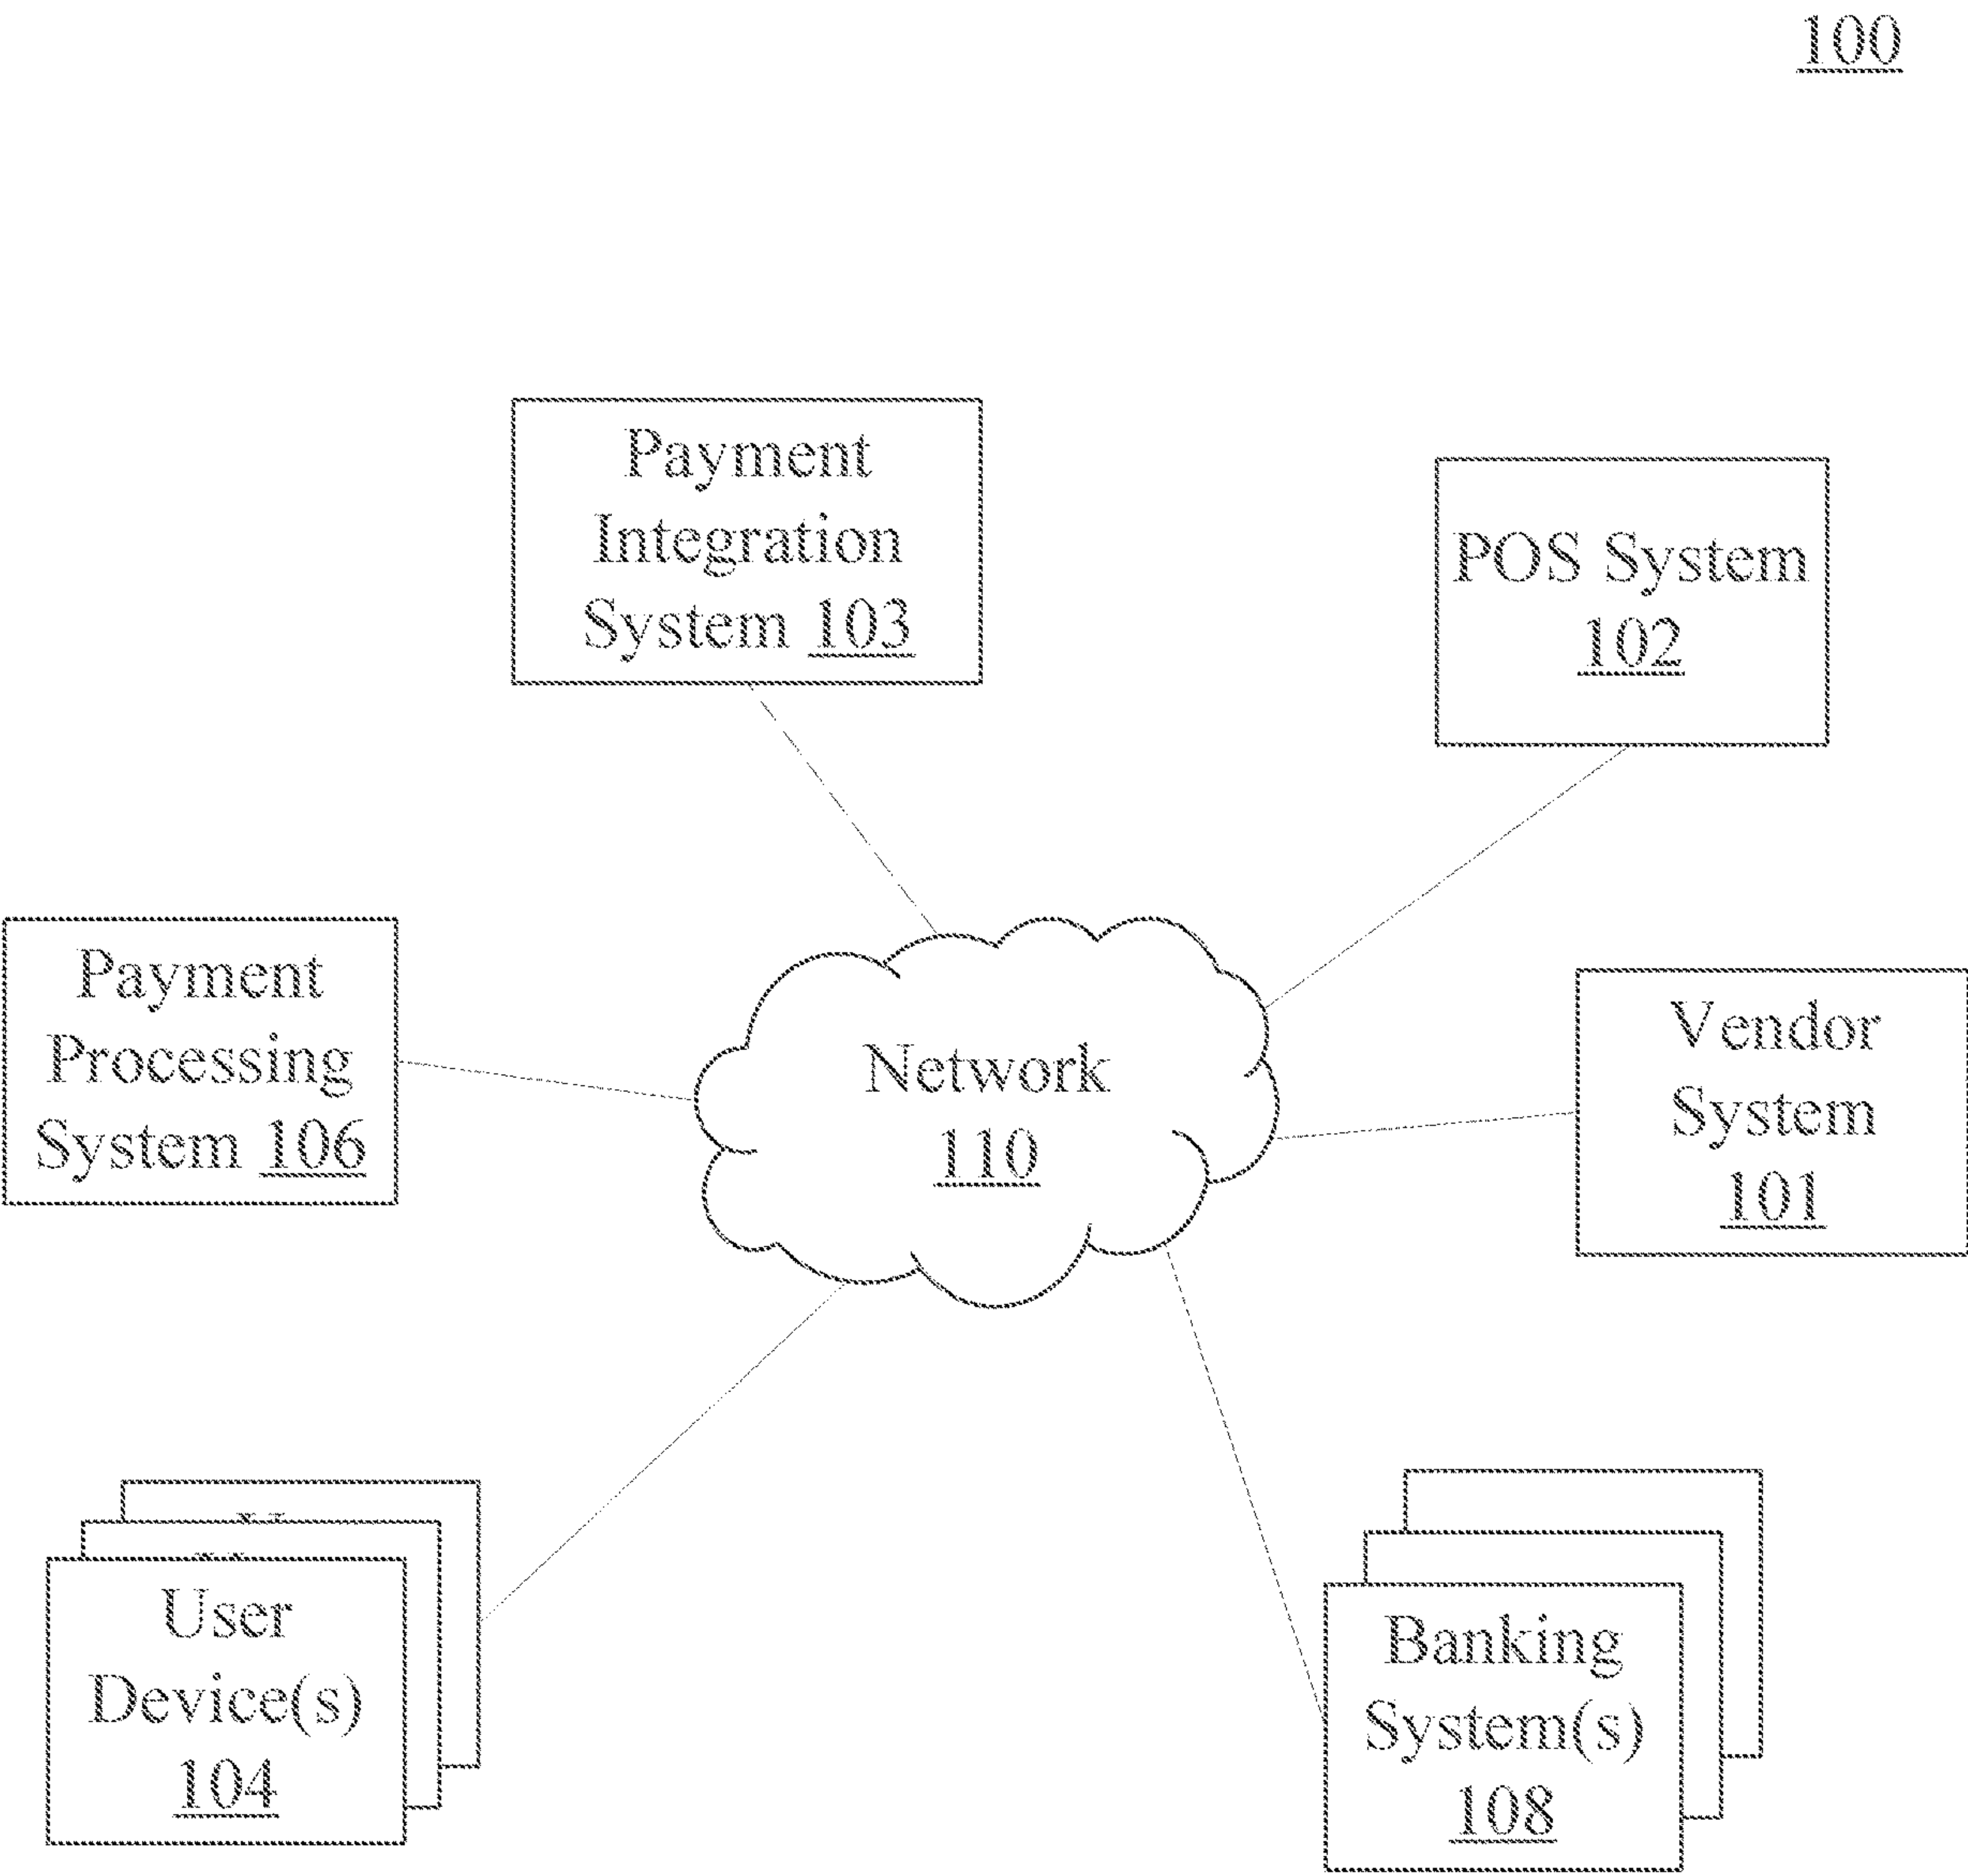 100
Payment
Integration
System 103
POS System
102
Payment
Processing
System 106
Network
110
Vendor
System
101
User
Device(s)
104
Banking
System(s)
108